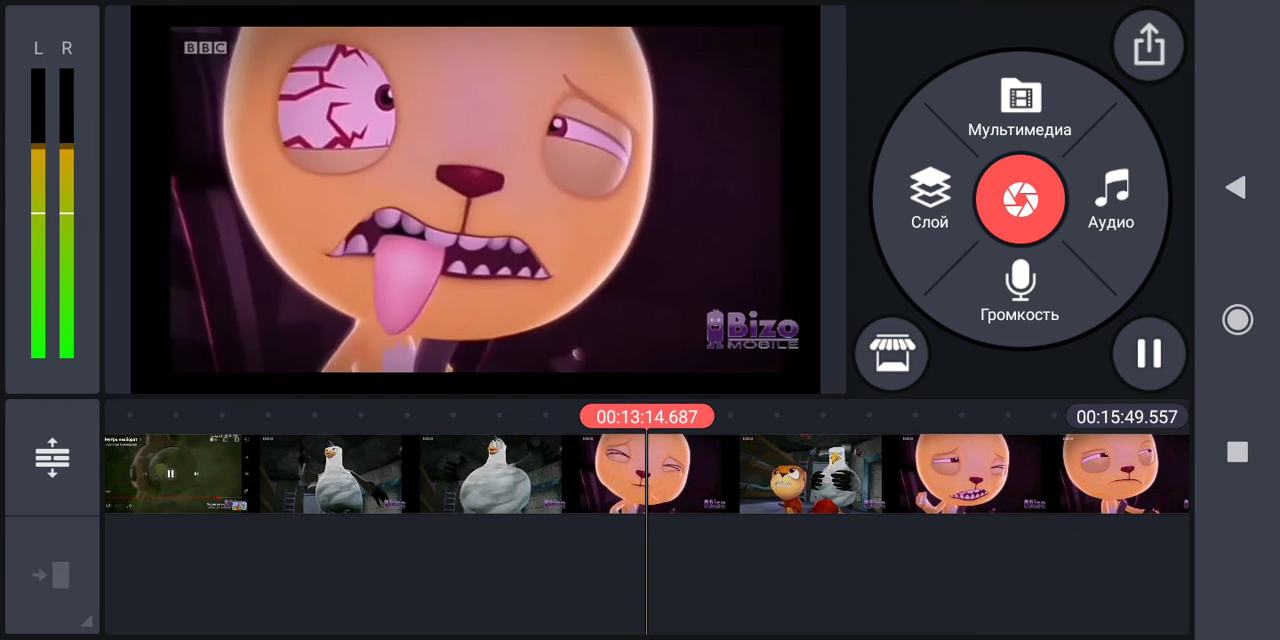 L R
BBC
Bizo
MOBILE
Мультимедиа
Слой
Аудио
Громкость
00:13:14.687
00:15:49.557